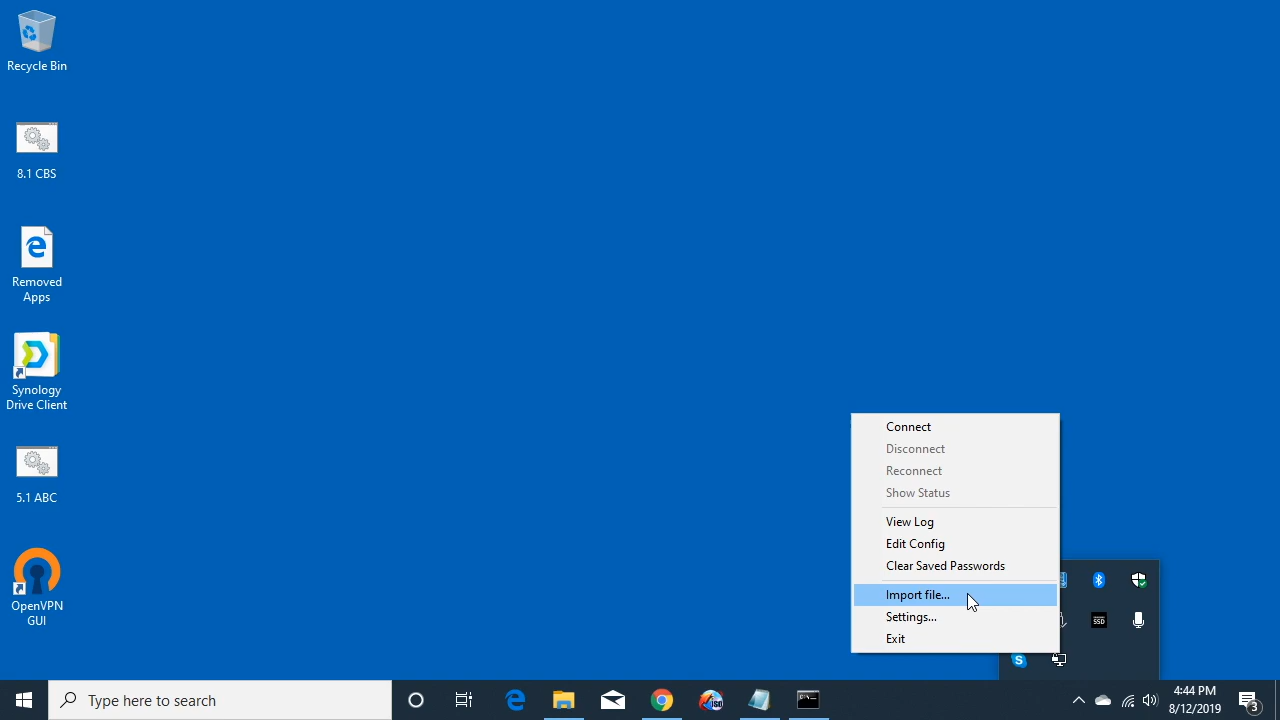 Recycle Bin
8.1 CBS
Removed
Apps
Synology
Drive Client
5.1 ABC
OpenVPN
GUI
Connect
Disconnect
Reconnect
Show Status
View Log
Edit Config
Clear Saved Passwords
Import file...
Settings...
Exit
SSD
Type here to search
ISO
C:\_
4:44 PM
8/12/2019
3